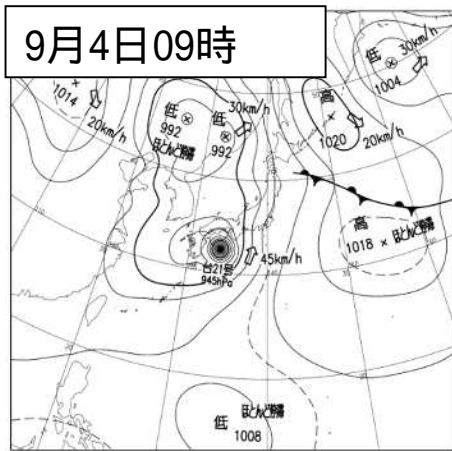 9月4日09時
低
30km/h
1004
1014
20km/h
低
992
低
992
30km/h
ほとんど停滞
高
1020
20km/h
高
1018
ほとんど停滞
台21号
945hPa
45km/h
低
1008
ほとんど停滞